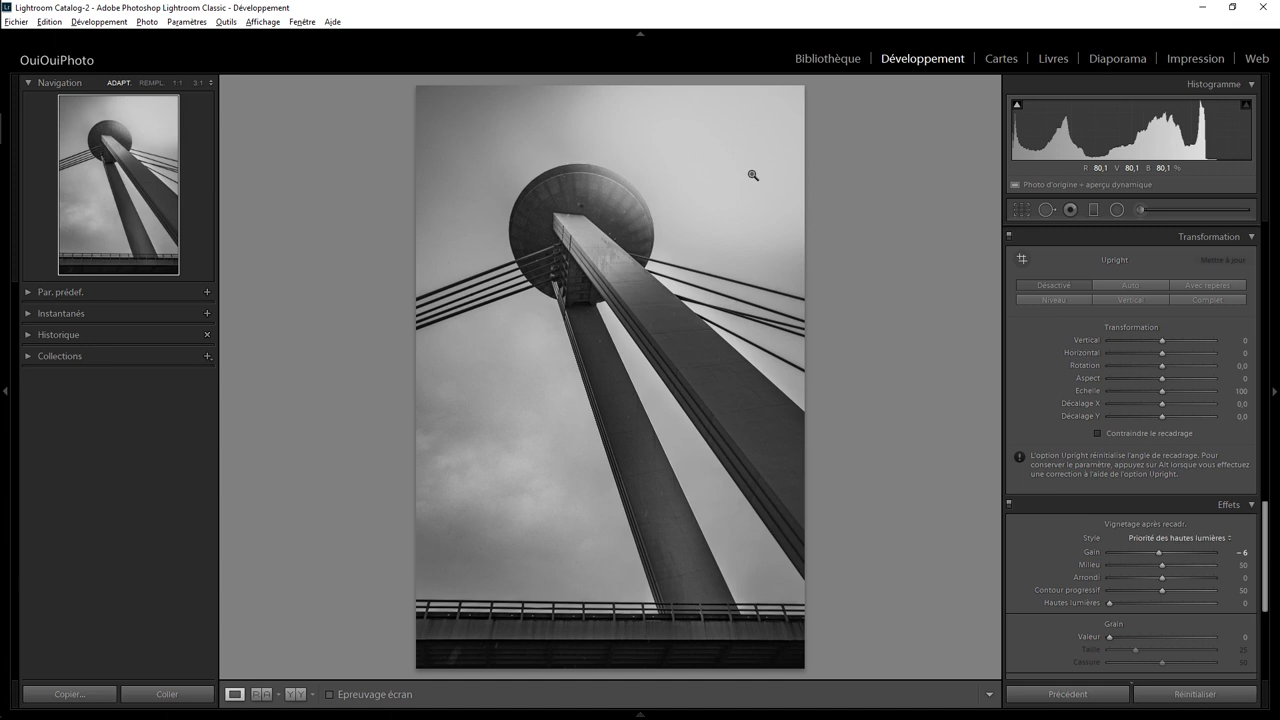 Lightroom Catalog-2 - Adobe Photoshop Lightroom Classic - Développement
Fichier Edition Développement Photo Paramètres Outils Affichage Fenêtre Aide
OuiOuiPhoto
Bibliothèque Développement Cartes Livres Diaporama Impression Web
Navigation ADAPT. REMPL. 1:1 3:1
Par. prédef.
Instantanés
Historique
Collections
Copier... Coller
Epreuvage écran
Histogramme
R 80,1 V 80,1 B 80,1 %
Photo d'origine + aperçu dynamique
Transformation
Upright Mettre à jour
Désactivé Auto Avec repères
Niveau Vertical Complet
Transformation
Vertical 0
Horizontal 0
Rotation 0,0
Aspect 0
Echelle 100
Décalage X 0,0
Décalage Y 0,0
Contraindre le recadrage
L'option Upright réinitialise l'angle de recadrage. Pour
conserver le paramètre, appuyez sur Alt lorsque vous effectuez
une correction à l'aide de l'option Upright.
Effets
Vignetage après recadr.
Style Priorité des hautes lumières
Gain – 6
Milieu 50
Arrondi 0
Contour progressif 50
Hautes lumières 0
Grain
Valeur 0
Taille 25
Cassure 50
Précédent Réinitialiser